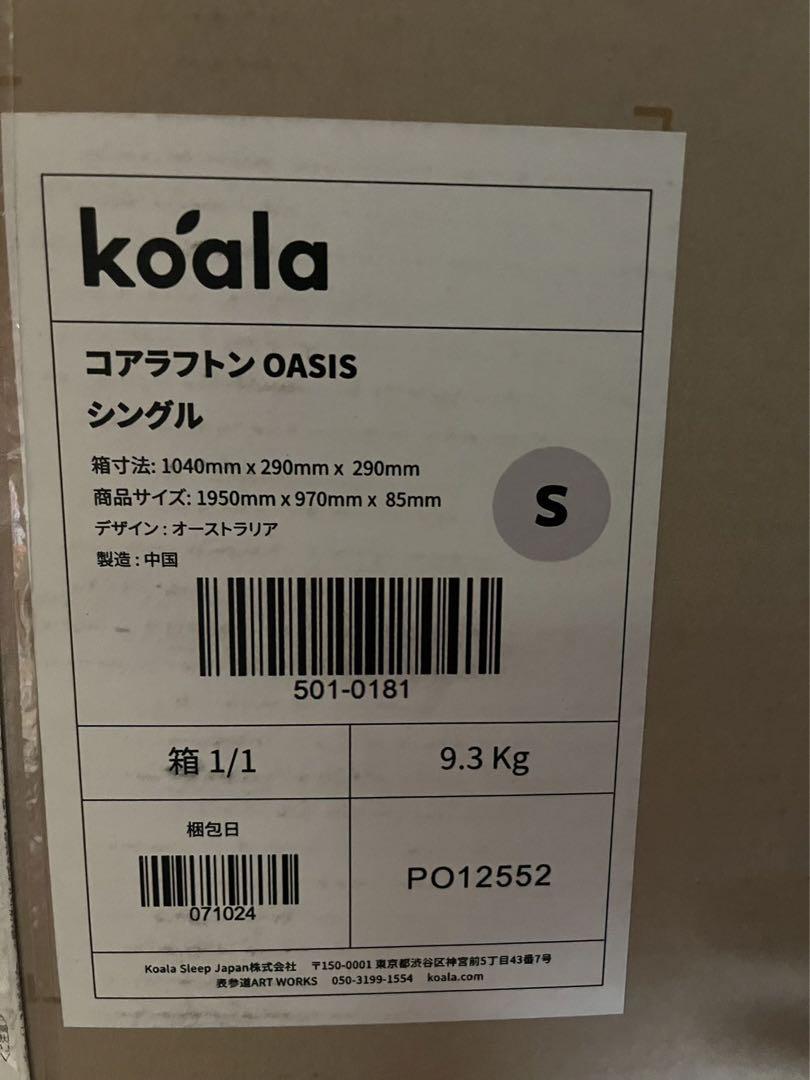 koala
コアラフトン OASIS
シングル
箱寸法: 1040mm x 290mm x 290mm
商品サイズ: 1950mm x 970mm x 85mm
デザイン : オーストラリア
製造 : 中国
S
501-0181
箱 1/1
9.3 Kg
梱包日
071024
PO12552
Koala Sleep Japan株式会社 〒150-0001 東京都渋谷区神宮前5丁目43番7号
表参道ART WORKS 050-3199-1554 koala.com